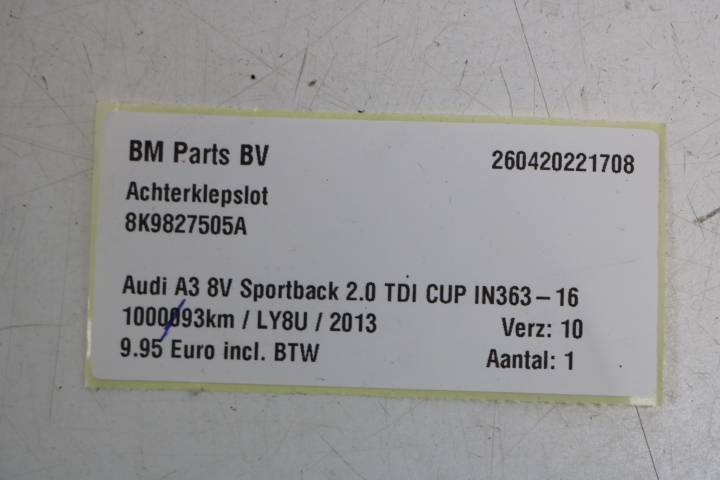 BM Parts BV 260420221708
Achterklepslot
8K9827505A
Audi A3 8V Sportback 2.0 TDI CUP IN363-16
1000093km / LY8U / 2013 Verz: 10
9.95 Euro incl. BTW Aantal: 1